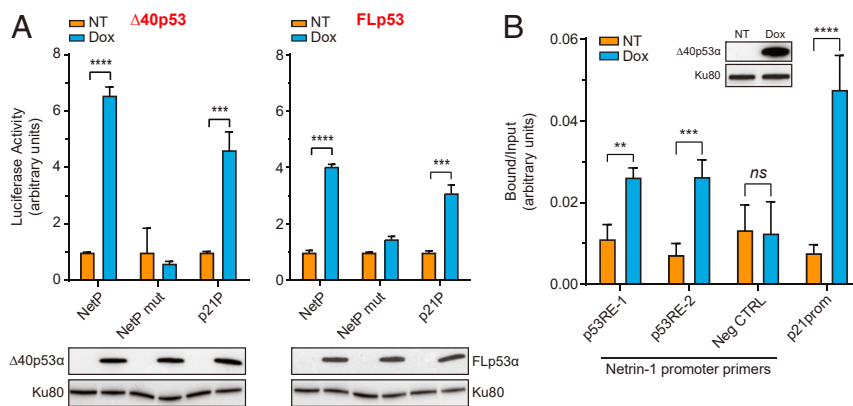 A
Δ40p53
NT
Dox
Luciferase Activity
(arbitrary units)
8
6
4
2
1
0
****
***
NetP
NetP mut
p21P
Δ40p53α
Ku80
FLp53
NT
Dox
8
6
4
2
1
0
****
***
NetP
NetP mut
p21P
FLp53α
Ku80
B
NT
Dox
Bound/Input
(arbitrary units)
0.06
0.04
0.02
0.00
**
***
ns
****
NT Dox
Δ40p53α
Ku80
p53RE-1
p53RE-2
Neg CTRL
p21prom
Netrin-1 promoter primers